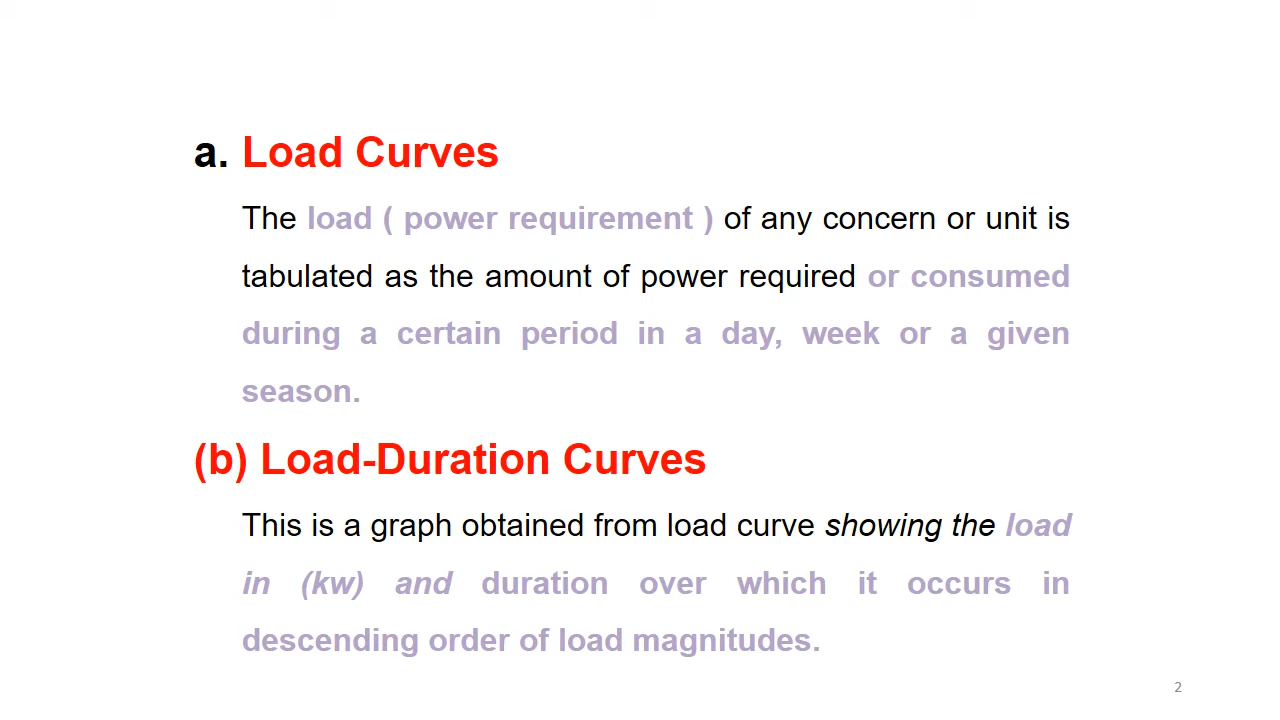 a. Load Curves
The load ( power requirement ) of any concern or unit is
tabulated as the amount of power required or consumed
during a certain period in a day, week or a given
season.
(b) Load-Duration Curves
This is a graph obtained from load curve showing the load
in (kw) and duration over which it occurs in
descending order of load magnitudes.
2